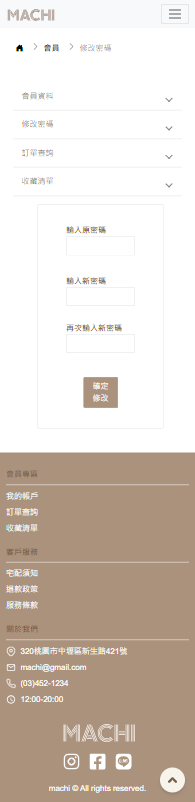 MACHI
會員
修改密碼
會員資料
修改密碼
訂單查詢
收藏清單
輸入原密碼
輸入新密碼
再次輸入新密碼
確定
修改
會員專區
我的帳戶
訂單查詢
收藏清單
客戶服務
宅配須知
退款政策
服務條款
關於我們
320桃園市中壢區新生路421號
machi@gmail.com
(03)452-1234
12:00-20:00
MACHI
machi © All rights reserved.